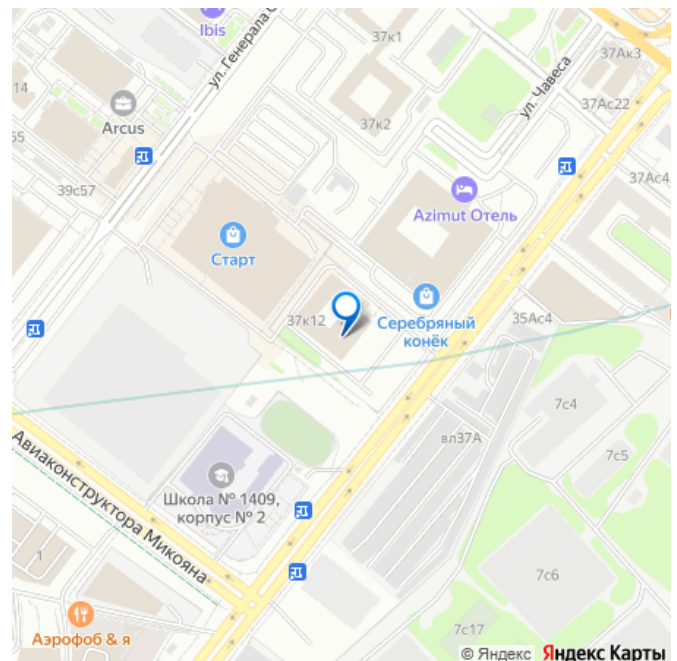 Ibis
ул. Генерала С
37к1
37Ак3
14
Arcus
ул. Чавеса
37Ас22
65
37к2
39с57
37Ас4
Azimut Отель
Старт
37к12
Серебряный
конёк
35Ас4
7с4
вл37А
7с5
Авиаконструктора Микояна
Школа № 1409,
корпус № 2
1
7с6
Аэрофоб & я
7с17
© Яндекс Яндекс Карты